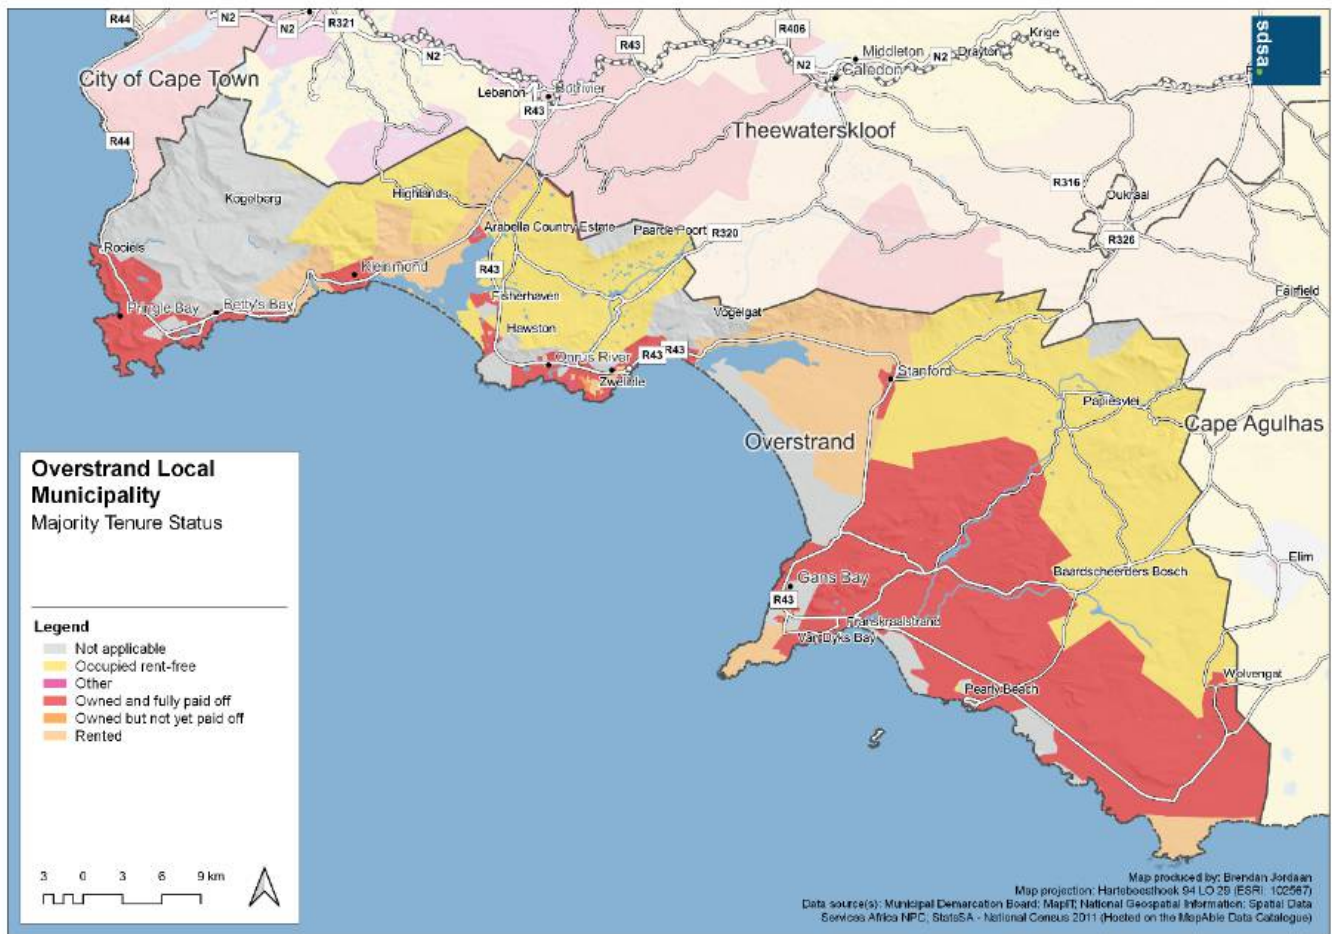 R44
N2
N2
R321
N2
R43
R406
N2
Middleton
N2
Drayton
Krige
sdsa
City of Cape Town
Lebanon
Botrivier
R43
Caledon
R44
Theewaterskloof
Kogelberg
Highlands
R316
Oukraal
Arabella Country Estate
Paarde Poort
R320
R326
Rooiels
Kleinmond
R43
Fisherhaven
Fairfield
Pringle Bay
Betty's Bay
Hawston
Vogelgat
Onrus River
R43
R43
Zwelihle
Stanford
Papiesvlei
Overstrand
Cape Agulhas
Overstrand Local
Municipality
Majority Tenure Status
Elim
Gans Bay
Baardscheerders Bosch
R43
Franskraalstrand
Van Dyks Bay
Wolvengat
Pearly Beach
Legend
Not applicable
Occupied rent-free
Other
Owned and fully paid off
Owned but not yet paid off
Rented
3 0 3 6 9 km
Map produced by: Brendan Jordaan
Map projection: Hartebeesthoek 94 LO 29 (ESRI: 102567)
Data source(s): Municipal Demarcation Board; MapIT; National Geospatial Information; Spatial Data
Services Africa NPC; StatsSA - National Census 2011 (Hosted on the MapAble Data Catalogue)